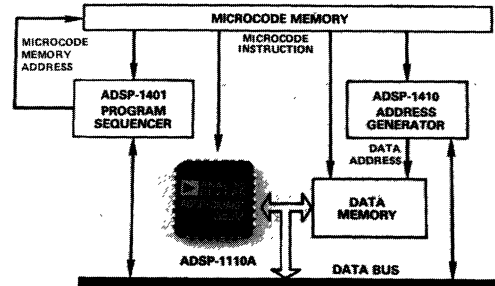 MICROCODE MEMORY
MICROCODE
MEMORY
ADDRESS
MICROCODE
INSTRUCTION
ADSP-1401
PROGRAM
SEQUENCER
ADSP-1410
ADDRESS
GENERATOR
DATA
ADDRESS
DATA
MEMORY
ADSP-1110A
DATA BUS